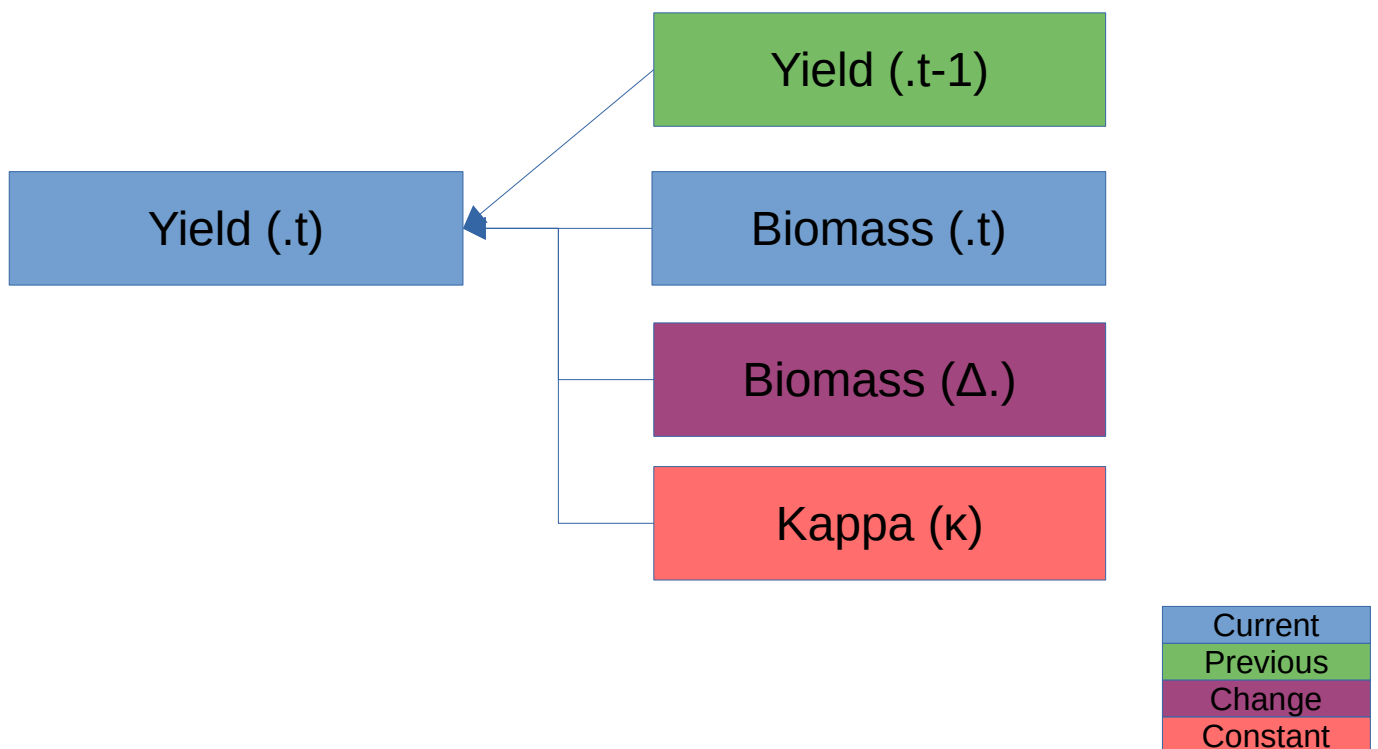 Yield (.t-1)
Yield (.t)
Biomass (.t)
Biomass (Δ.)
Kappa (κ)
Current
Previous
Change
Constant